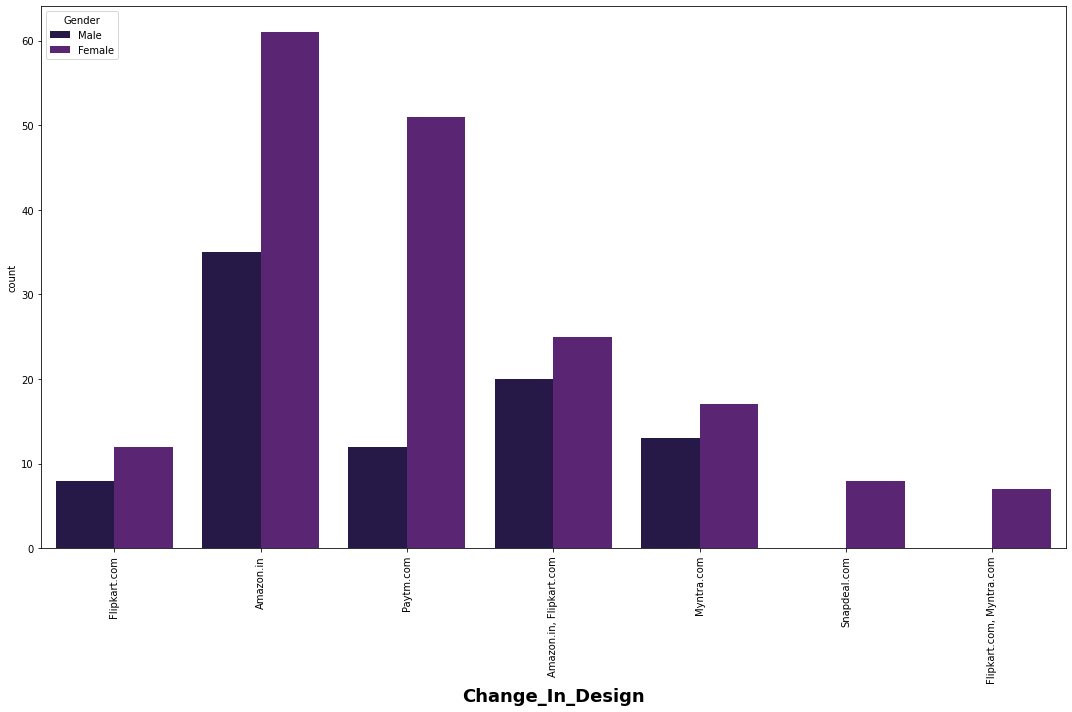 Gender
Male
Female
60
50
40
30
20
10
0
count
Flipkart.com
Amazon.in
Paytm.com
Amazon.in, Flipkart.com
Myntra.com
Snapdeal.com
Flipkart.com, Myntra.com
Change_In_Design